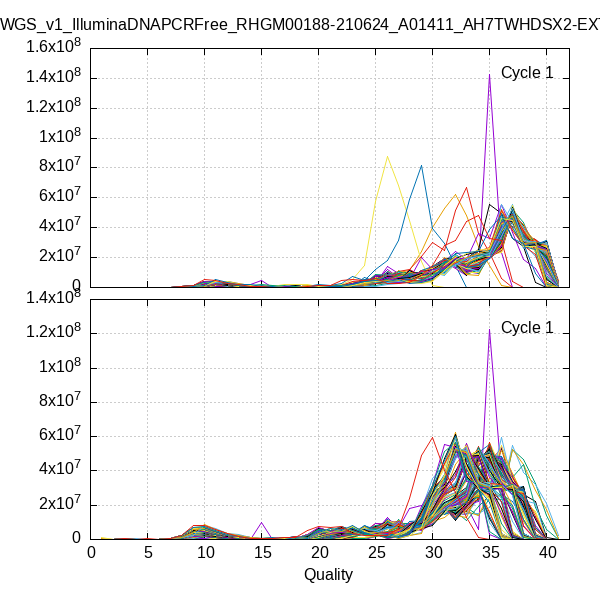 WGS_v1_IlluminaDNAPCRFree_RHGM00188-210624_A01411_AH7TWHDSX2-EXT
1.6x10^8
1.4x10^8
1.2x10^8
1x10^8
8x10^7
6x10^7
4x10^7
2x10^7
0
Cycle 1
1.4x10^8
1.2x10^8
1x10^8
8x10^7
6x10^7
4x10^7
2x10^7
0
Cycle 1
0 5 10 15 20 25 30 35 40
Quality